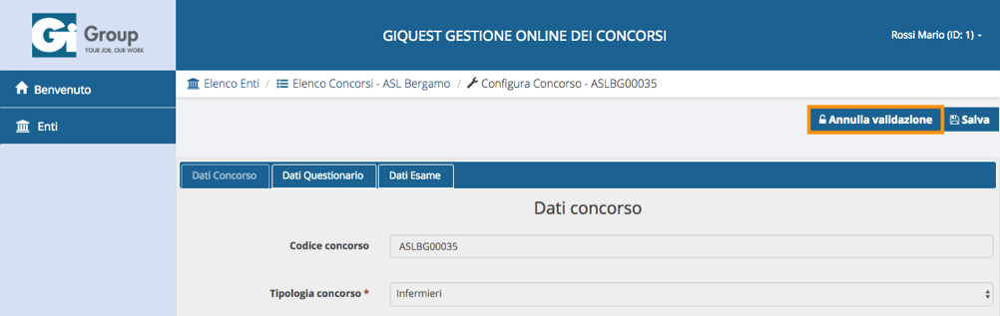 Gi Group
YOUR JOB, OUR WORK
GIQUEST GESTIONE ONLINE DEI CONCORSI
Rossi Mario (ID: 1)
Benvenuto
Enti
Elenco Enti / Elenco Concorsi - ASL Bergamo / Configura Concorso - ASLBG00035
Annulla validazione Salva
Dati Concorso Dati Questionario Dati Esame
Dati concorso
Codice concorso ASLBG00035
Tipologia concorso * Infermieri